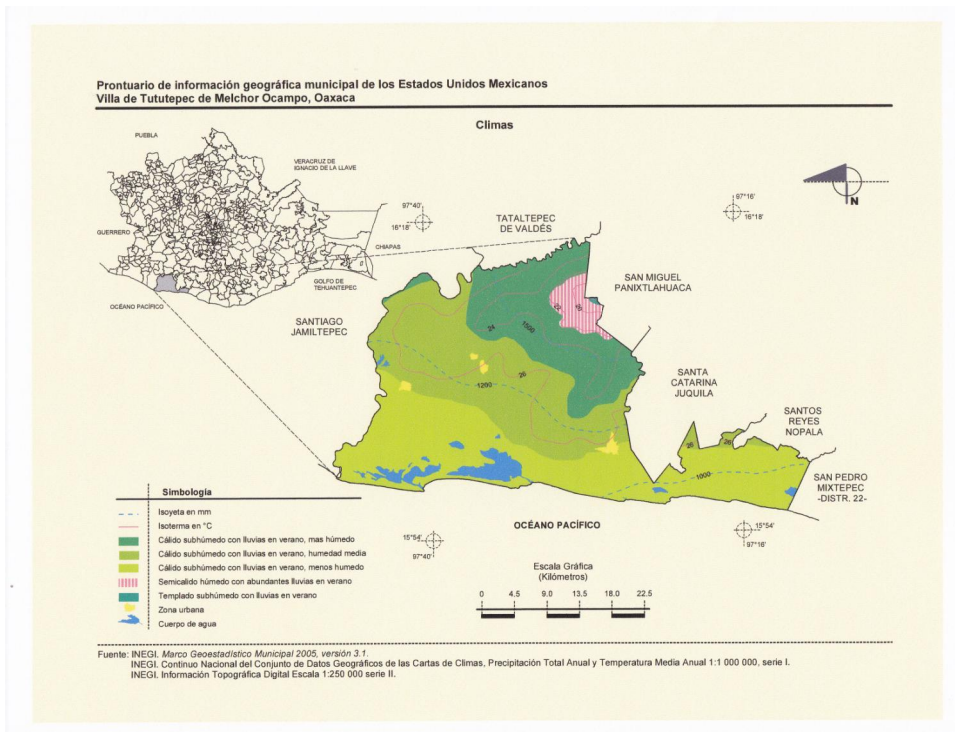 Prontuario de información geográfica municipal de los Estados Unidos Mexicanos
Villa de Tututepec de Melchor Ocampo, Oaxaca
Climas
PUEBLA
VERACRUZ DE
IGNACIO DE LA LLAVE
GUERRERO
CHIAPAS
GOLFO DE
TEHUANTEPEC
OCÉANO PACÍFICO
97°40'
16°18'
97°16'
16°18'
N
TATALTEPEC
DE VALDÉS
SAN MIGUEL
PANIXTLAHUACA
SANTIAGO
JAMILTEPEC
SANTA
CATARINA
JUQUILA
SANTOS
REYES
NOPALA
SAN PEDRO
MIXTEPEC
-DISTR. 22-
22
20
24
1500
26
1200
26
26
1000
OCÉANO PACÍFICO
15°54'
97°40'
15°54'
97°16'
Simbología
Isoyeta en mm
Isoterma en °C
Cálido subhúmedo con lluvias en verano, mas húmedo
Cálido subhúmedo con lluvias en verano, humedad media
Cálido subhúmedo con lluvias en verano, menos humedo
Semicalido húmedo con abundantes lluvias en verano
Templado subhúmedo con lluvias en verano
Zona urbana
Cuerpo de agua
Escala Gráfica
(Kilómetros)
0 4.5 9.0 13.5 18.0 22.5
Fuente: INEGI. Marco Geoestadístico Municipal 2005, versión 3.1.
INEGI. Continuo Nacional del Conjunto de Datos Geográficos de las Cartas de Climas, Precipitación Total Anual y Temperatura Media Anual 1:1 000 000, serie I.
INEGI. Información Topográfica Digital Escala 1:250 000 serie II.